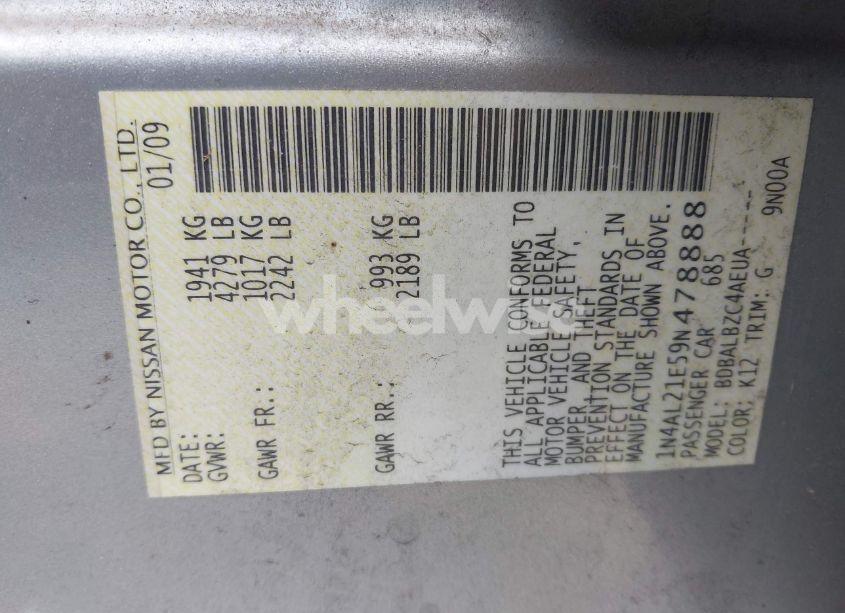 MFD BY NISSAN MOTOR CO., LTD.
DATE: 01/09
GVWR: 1941 KG
4279 LB
GAWR FR.: 1017 KG
2242 LB
GAWR RR.: 993 KG
2189 LB
THIS VEHICLE CONFORMS TO
ALL APPLICABLE FEDERAL
MOTOR VEHICLE SAFETY,
BUMPER, AND THEFT
PREVENTION STANDARDS IN
EFFECT ON THE DATE OF
MANUFACTURE SHOWN ABOVE.
1N4AL21E59N478888
PASSENGER CAR 685
MODEL: BDBALBZC4AEUA-----
COLOR: K12 TRIM: G 9N00A